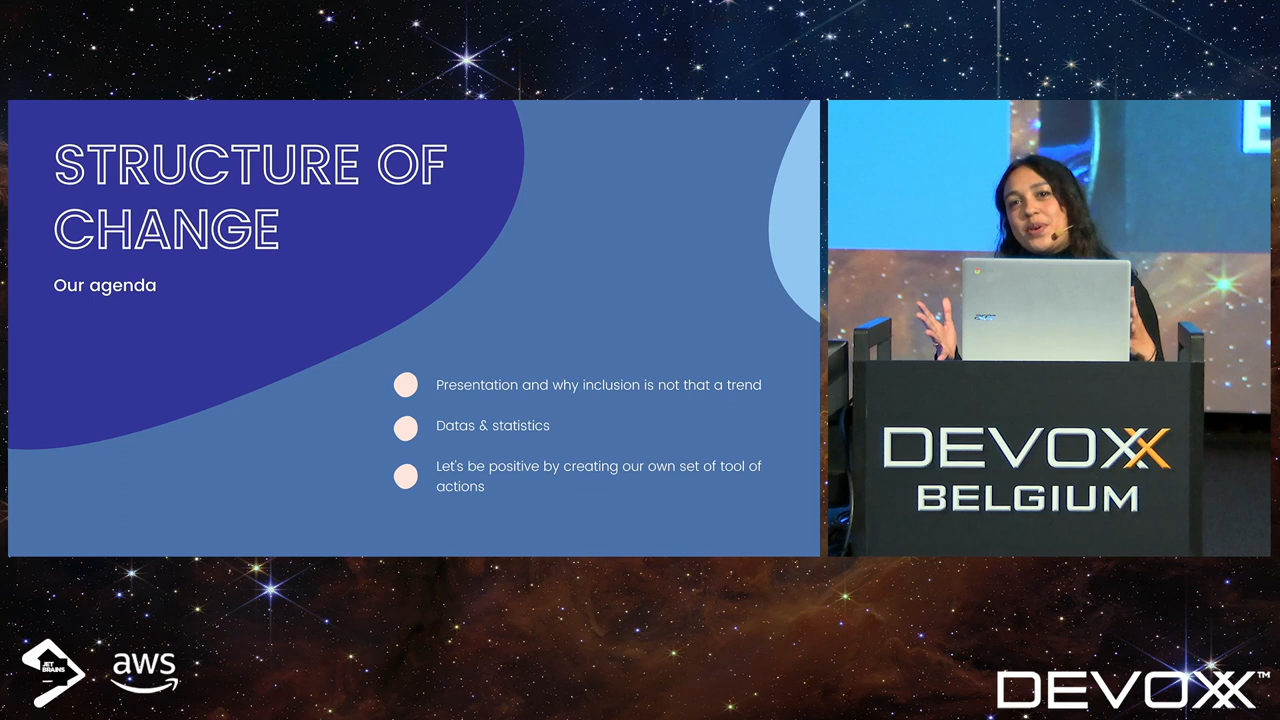 STRUCTURE OF
CHANGE
Our agenda
Presentation and why inclusion is not that a trend
Datas & statistics
Let's be positive by creating our own set of tool of
actions
DEVOXX
BELGIUM
JET
BRAINS
aws
DEVOXX™